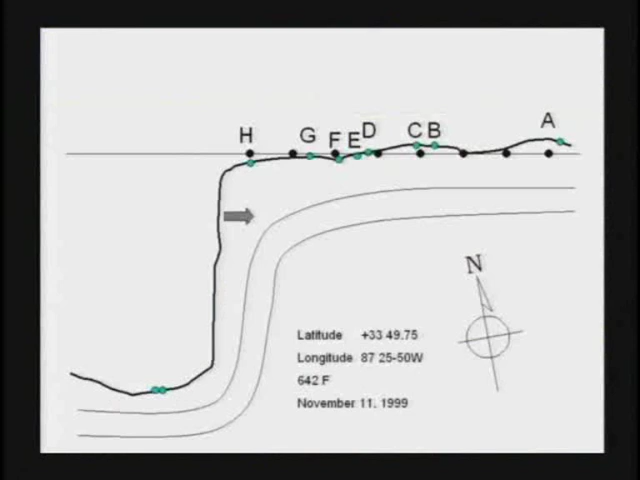 A
H G F E D C B
N
Latitude +33 49.75
Longitude 87 25-50W
642 F
November 11, 1999